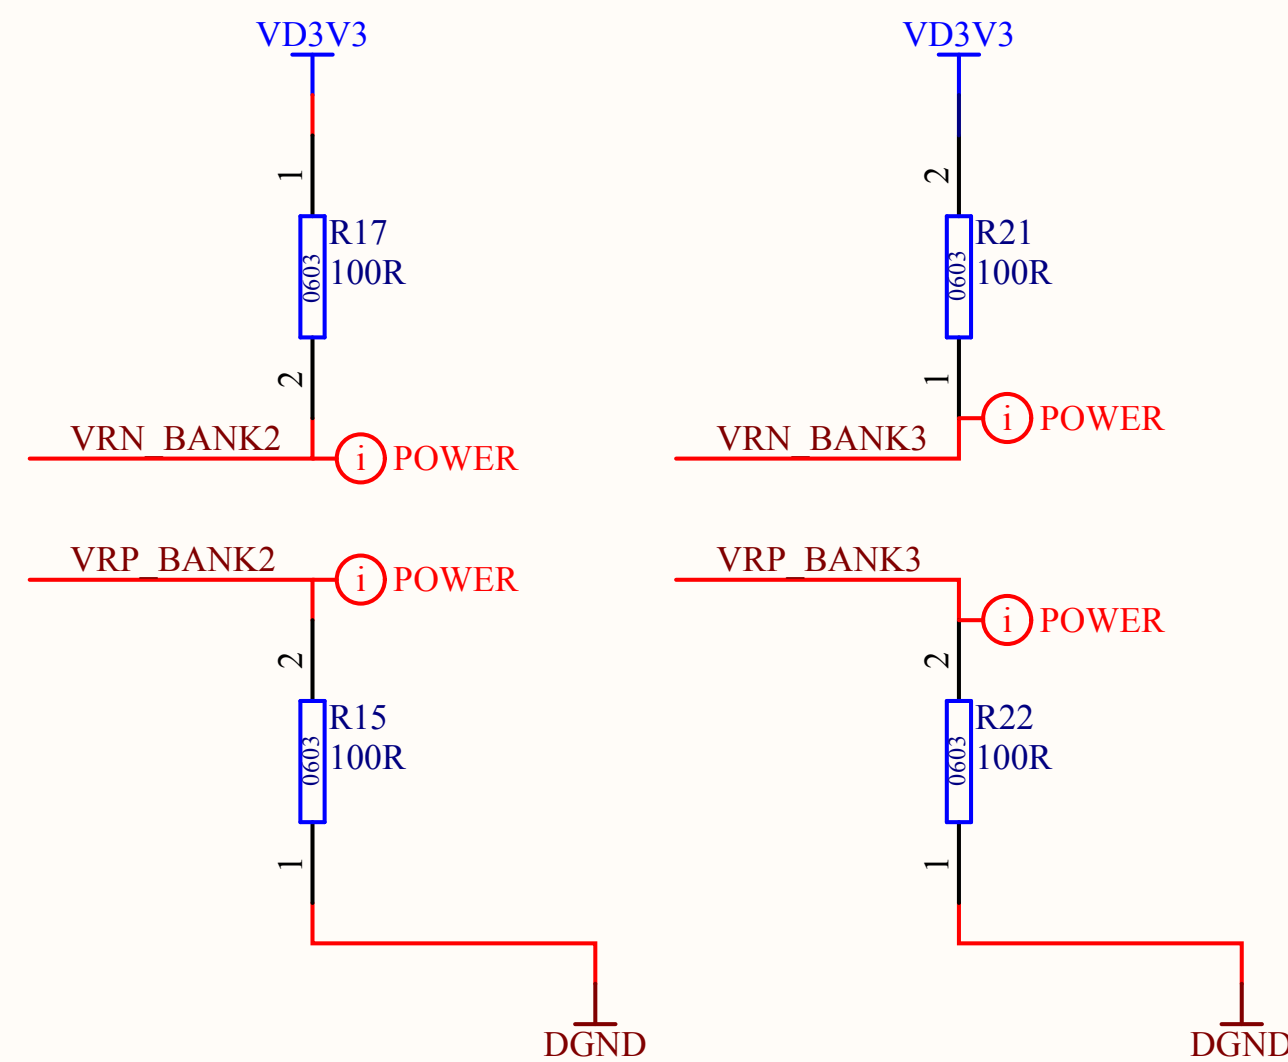 VD3V3
1
R17
100R
0603
2
VRN_BANK2
i POWER
VRP_BANK2
i POWER
2
R15
100R
0603
1
DGND
VD3V3
2
R21
100R
0603
1
i POWER
VRN_BANK3
VRP_BANK3
i POWER
2
R22
100R
0603
1
DGND